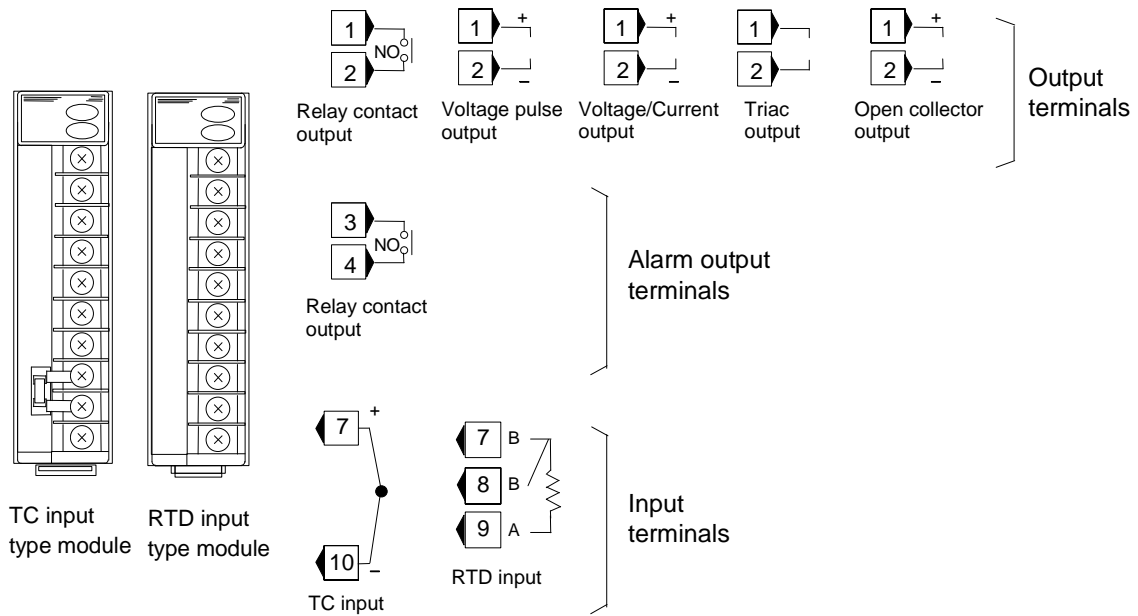 1
2
NO
Relay contact
output
1
2
+
–
Voltage pulse
output
1
2
+
–
Voltage/Current
output
1
2
Triac
output
1
2
+
–
Open collector
output
Output
terminals
3
4
NO
Relay contact
output
Alarm output
terminals
7
+
10
–
TC input
7 B
8 B
9 A
RTD input
Input
terminals
TC input
type module
RTD input
type module